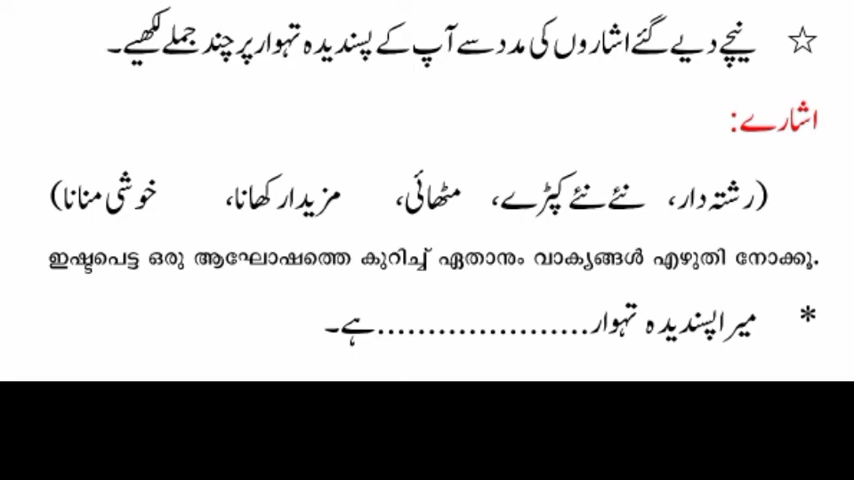 ☆ نیچے دیے گئے اشاروں کی مدد سے آپ کے پسندیدہ تہوار پر چند جملے لکھیے۔
اشارے:
(رشتہ دار، نئے نئے کپڑے، مٹھائی، مزیدار کھانا، خوشی منانا)
ഇഷ്ടപെട്ട ഒരു ആഘോഷത്തെ കുറിച്ച് ഏതാനും വാക്യങ്ങൾ എഴുതി നോക്കൂ.
* میرا پسندیدہ تہوار.....................ہے۔